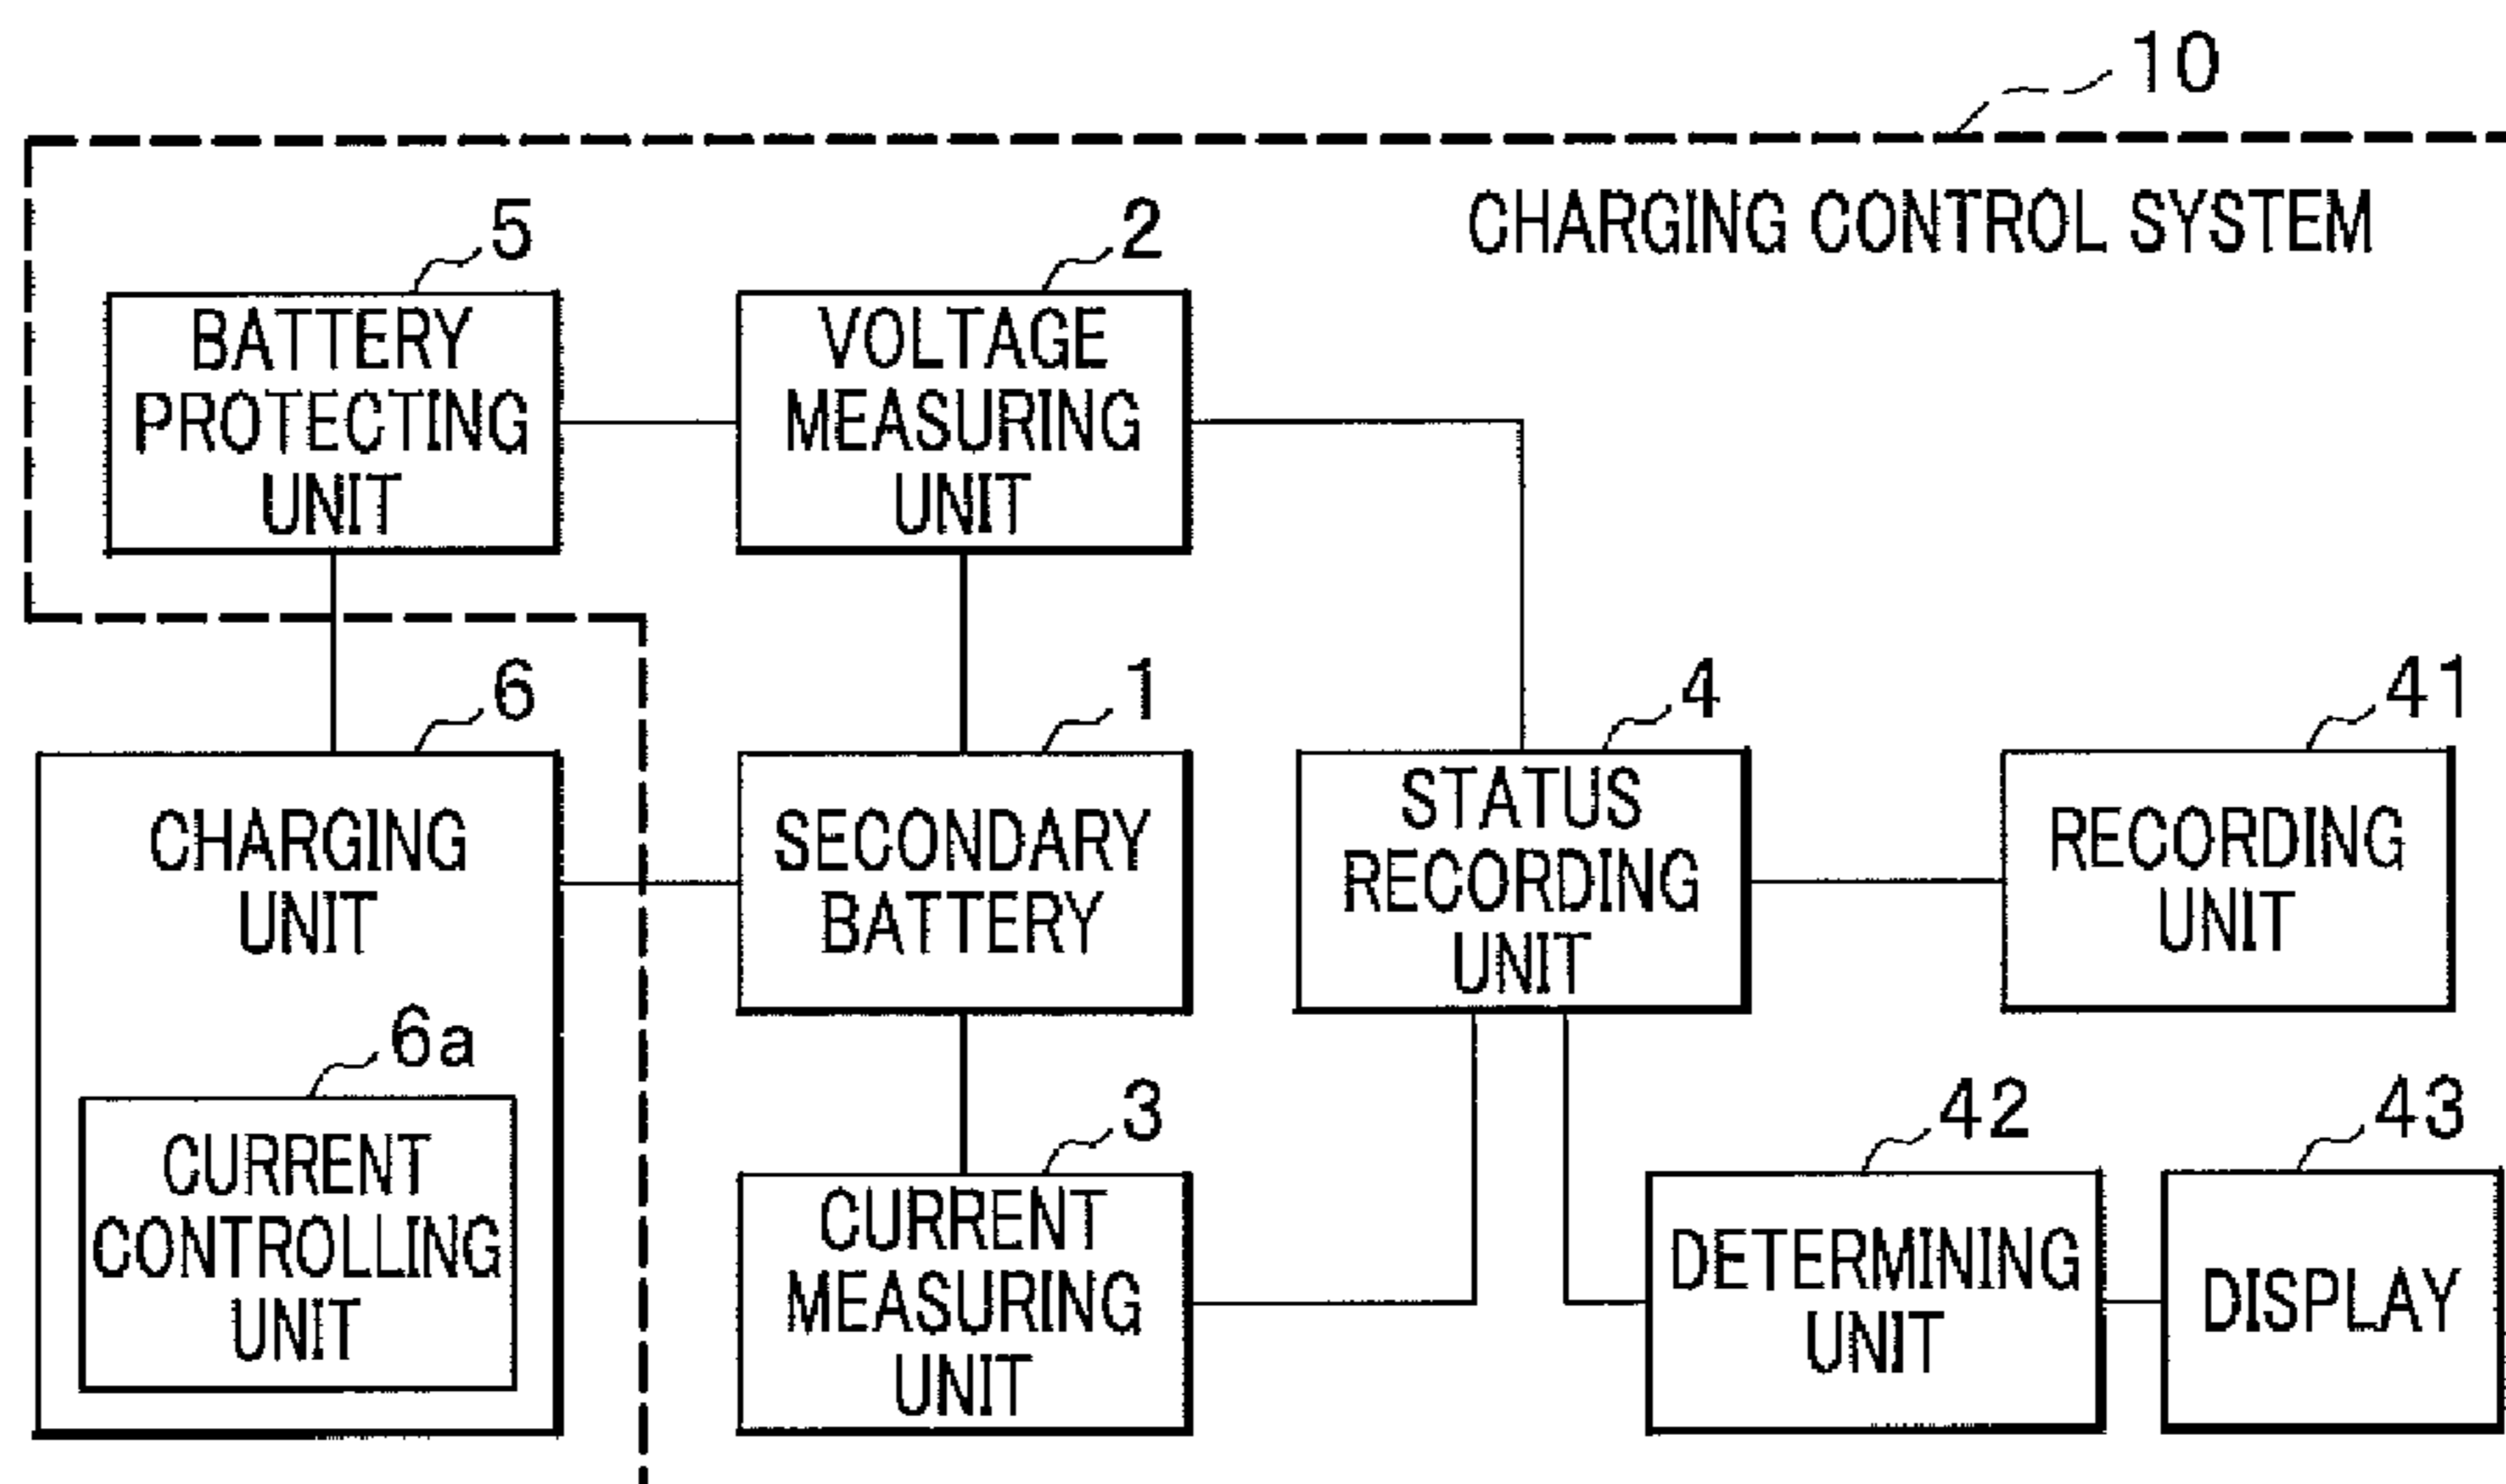 10
CHARGING CONTROL SYSTEM
5
BATTERY
PROTECTING
UNIT
2
VOLTAGE
MEASURING
UNIT
6
CHARGING
UNIT
6a
CURRENT
CONTROLLING
UNIT
1
SECONDARY
BATTERY
4
STATUS
RECORDING
UNIT
41
RECORDING
UNIT
3
CURRENT
MEASURING
UNIT
42
DETERMINING
UNIT
43
DISPLAY